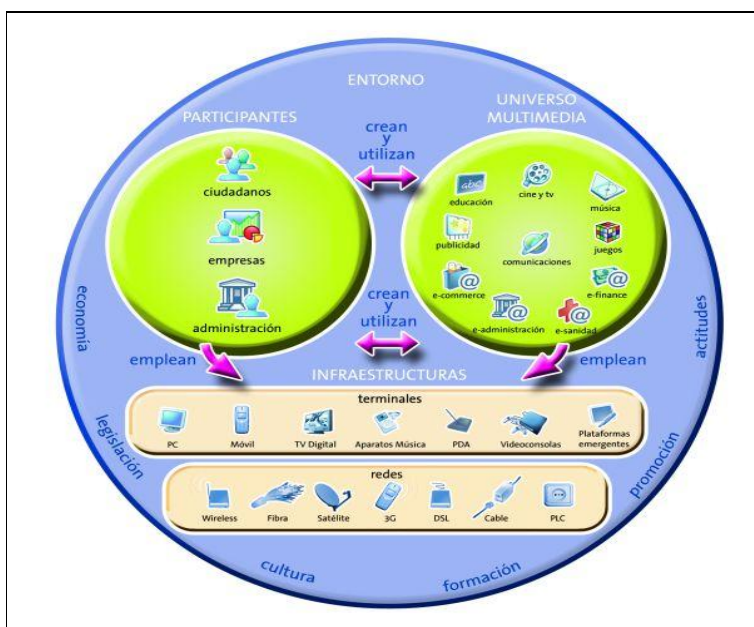 ENTORNO
PARTICIPANTES
UNIVERSO
MULTIMEDIA
crean
y
utilizan
ciudadanos
empresas
administración
educación
cine y tv
música
publicidad
comunicaciones
juegos
e-commerce
e-finance
e-administración
e-sanidad
crean
y
utilizan
emplean
emplean
INFRAESTRUCTURAS
terminales
PC
Móvil
TV Digital
Aparatos Música
PDA
Videoconsolas
Plataformas
emergentes
redes
Wireless
Fibra
Satélite
3G
DSL
Cable
PLC
economia
legislación
cultura
formación
promoción
actitudes